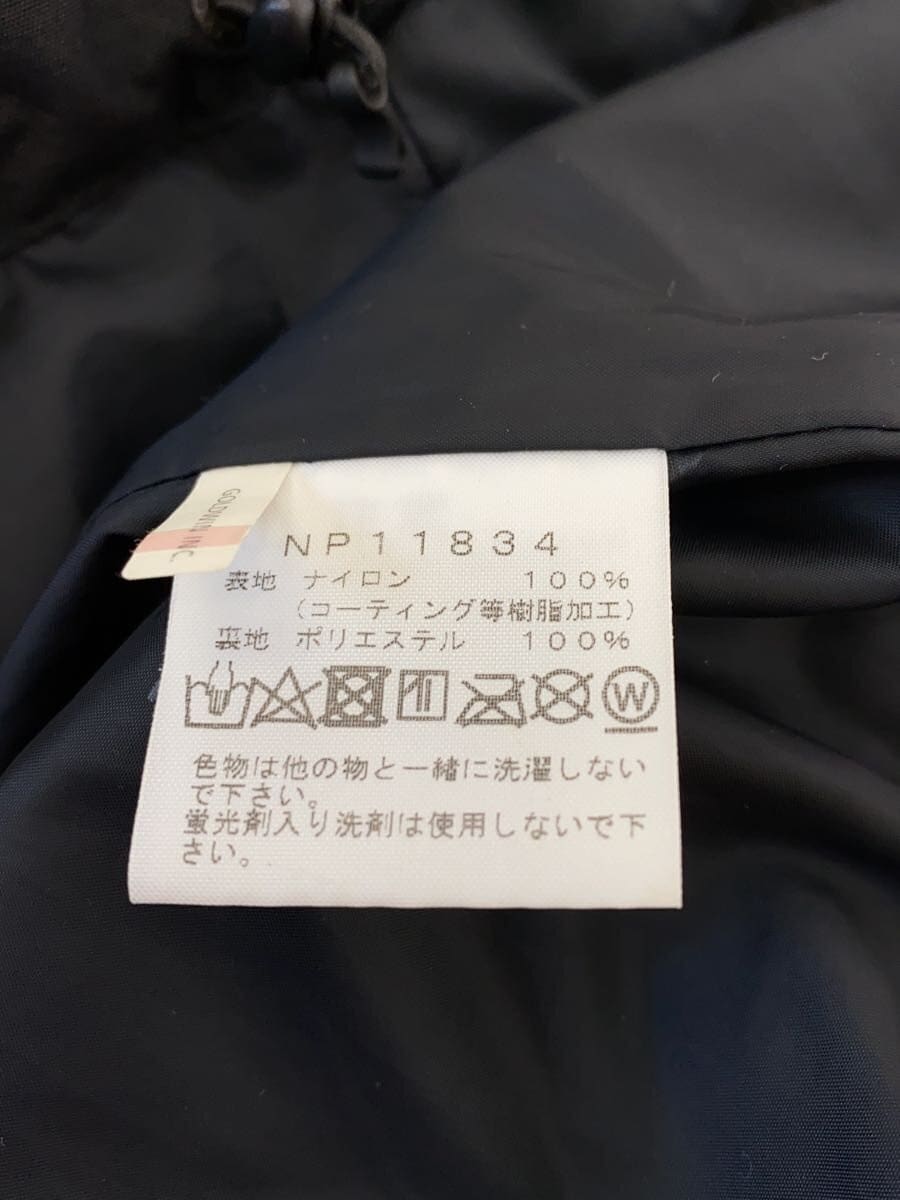 GOLDWIN INC.
NP11834
表地 ナイロン 100%
(コーティング等樹脂加工)
裏地 ポリエステル 100%
W
色物は他の物と一緒に洗濯しない
で下さい。
蛍光剤入り洗剤は使用しないで下
さい。